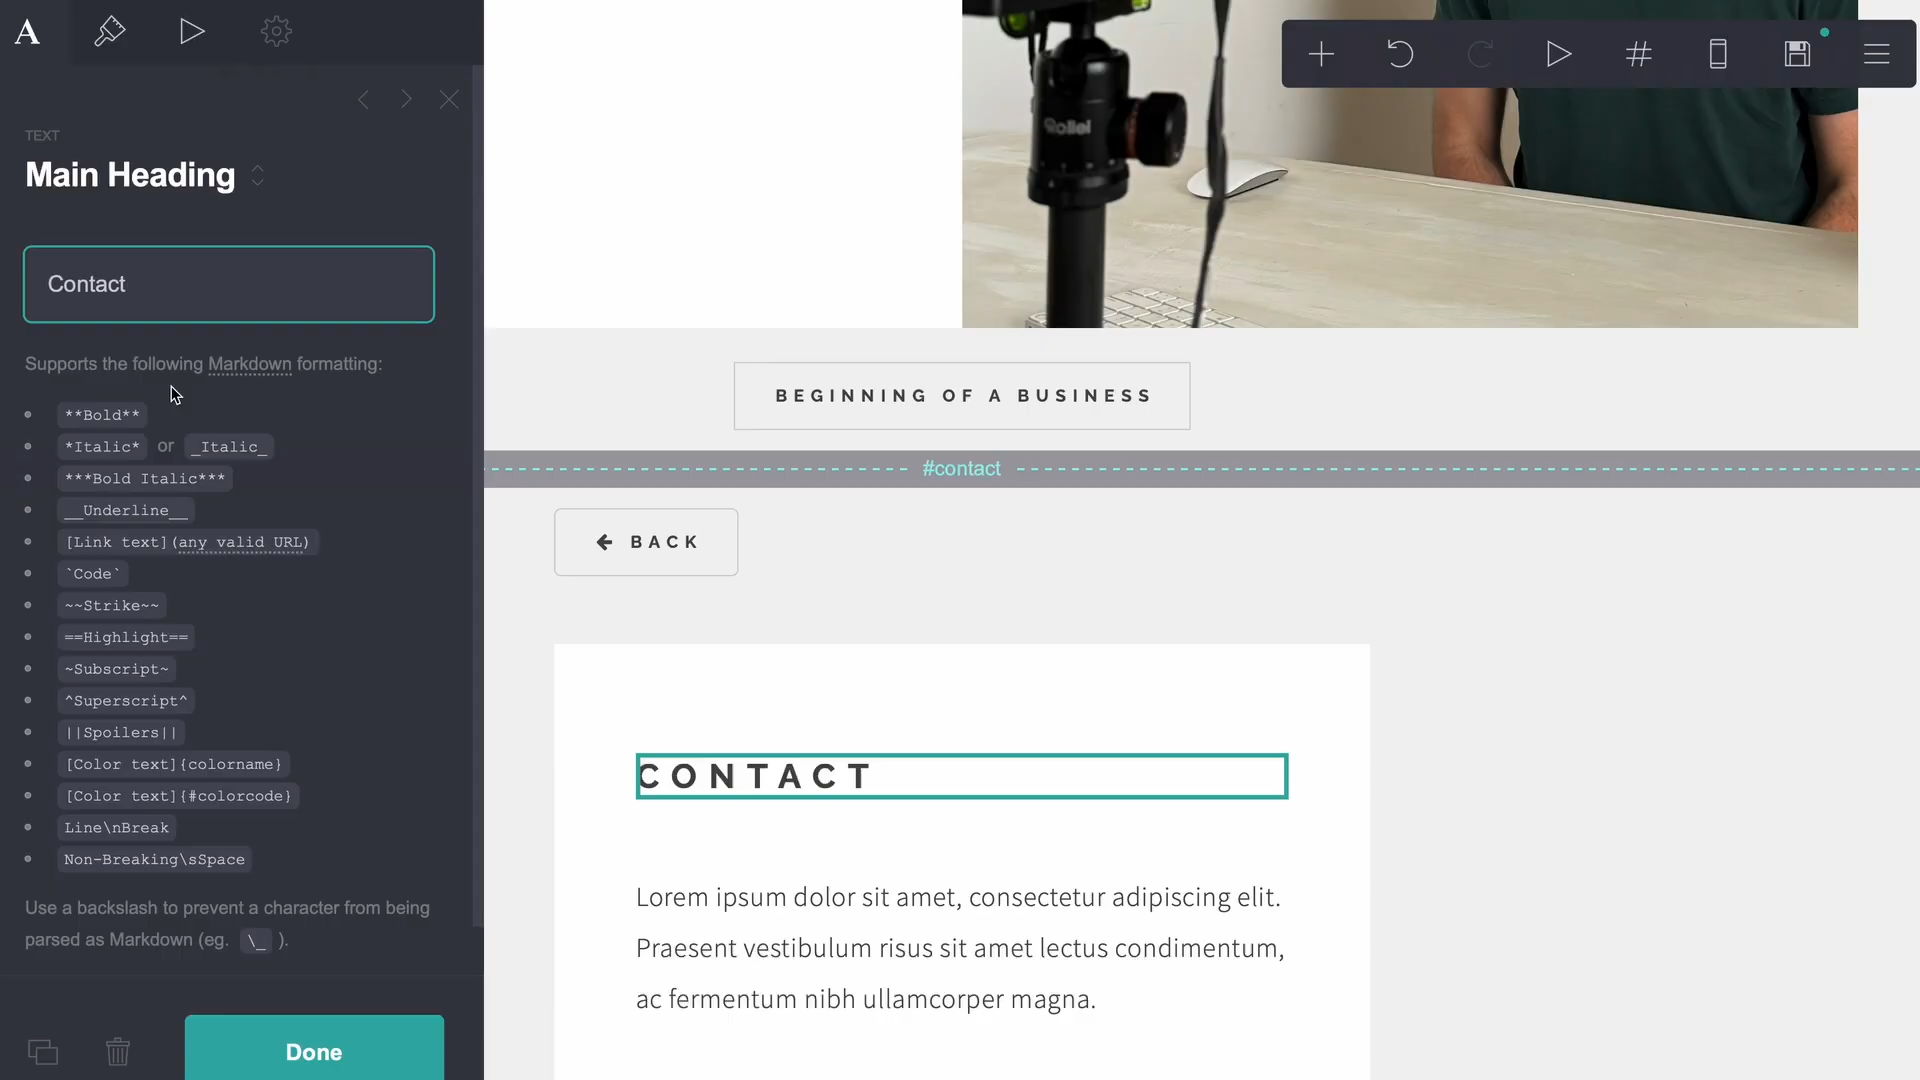 A
TEXT
Main Heading
Contact
Supports the following Markdown formatting:
**Bold**
*Italic* or _Italic_
***Bold Italic***
__Underline__
[Link text](any valid URL)
`Code`
~~Strike~~
==Highlight==
~Subscript~
^Superscript^
||Spoilers||
[Color text]{colorname}
[Color text]{#colorcode}
Line\nBreak
Non-Breaking\sSpace
Use a backslash to prevent a character from being
parsed as Markdown (eg. \_ ).
Done
Rollei
BEGINNING OF A BUSINESS
#contact
BACK
CONTACT
Lorem ipsum dolor sit amet, consectetur adipiscing elit.
Praesent vestibulum risus sit amet lectus condimentum,
ac fermentum nibh ullamcorper magna.